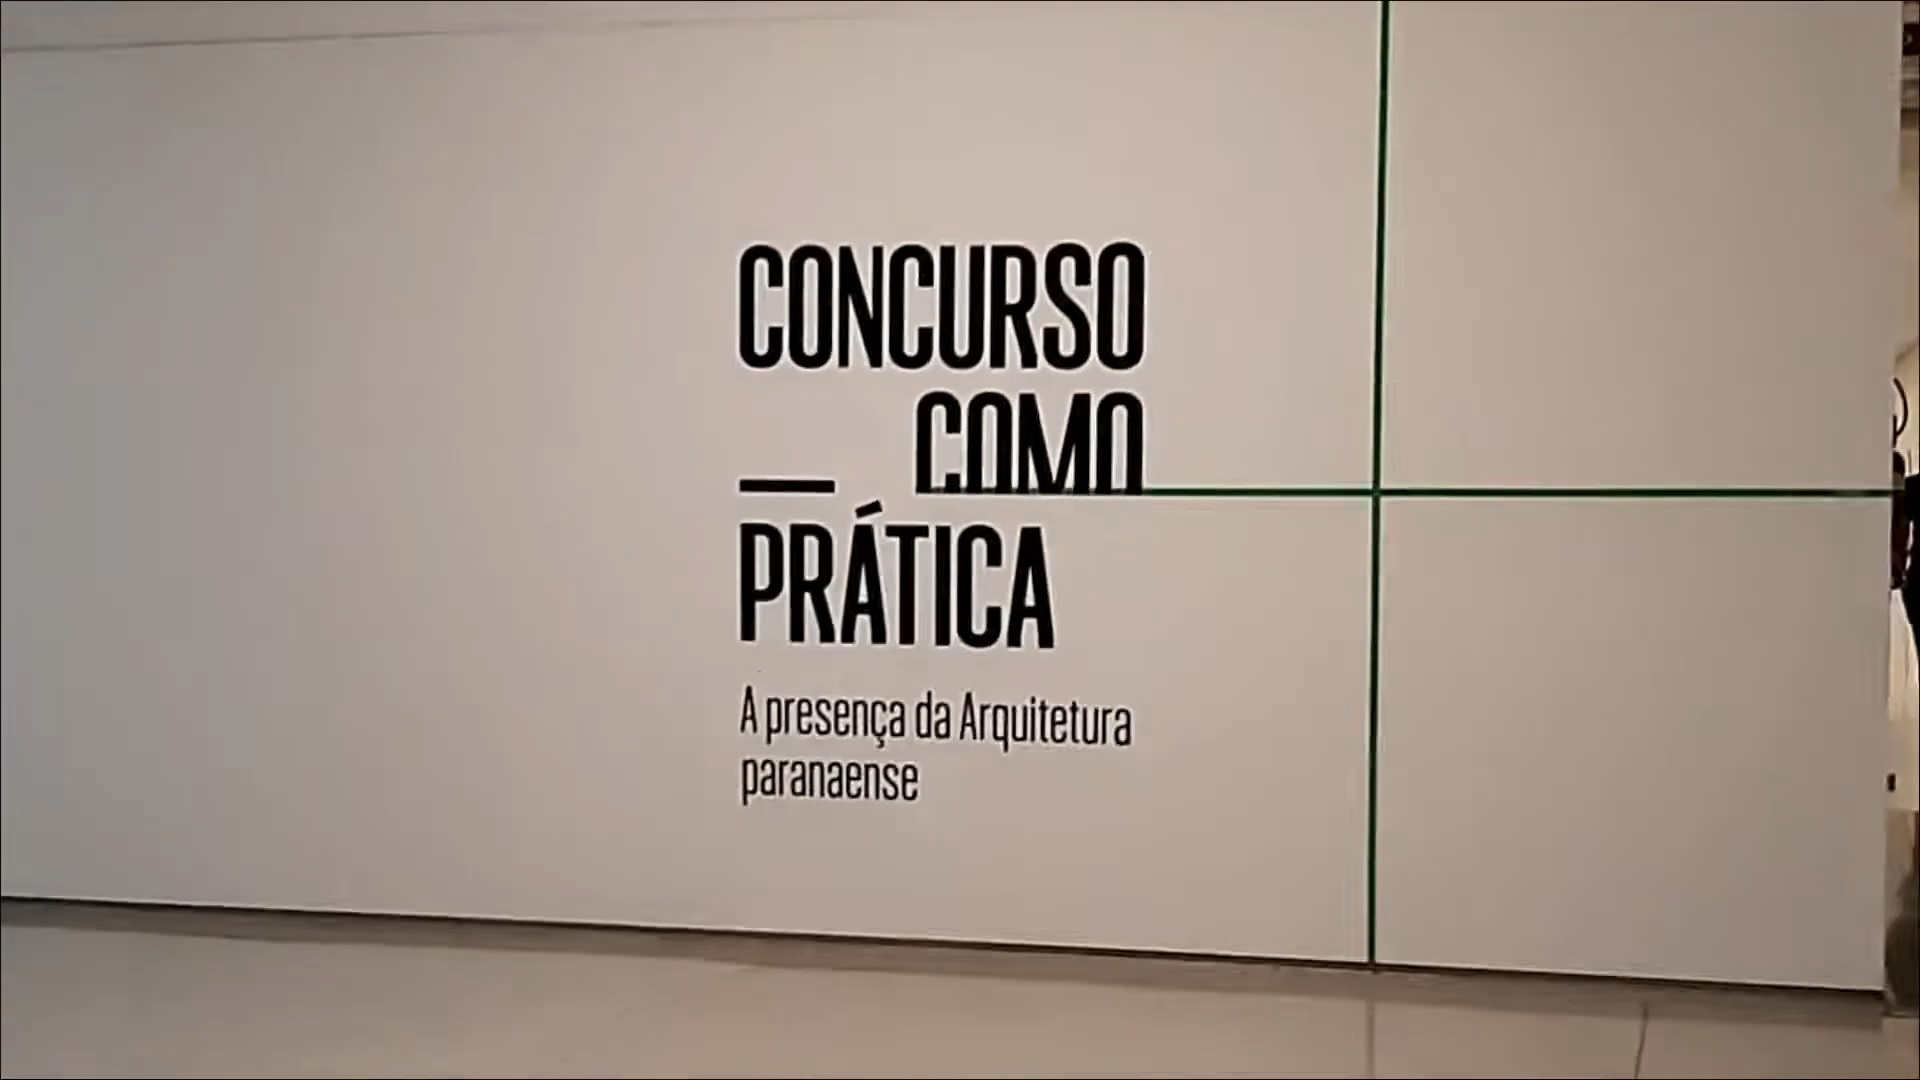 CONCURSO
COMO
PRÁTICA
A presença da Arquitetura
paranaense